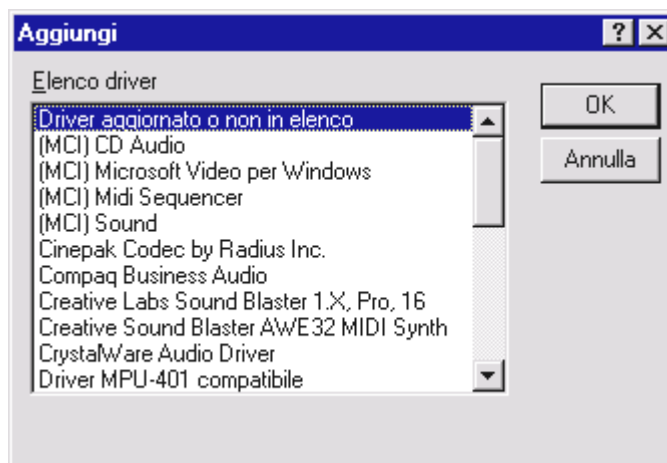 Aggiungi
Elenco driver
Driver aggiornato o non in elenco
(MCI) CD Audio
(MCI) Microsoft Video per Windows
(MCI) Midi Sequencer
(MCI) Sound
Cinepak Codec by Radius Inc.
Compaq Business Audio
Creative Labs Sound Blaster 1.X, Pro, 16
Creative Sound Blaster AWE32 MIDI Synth
CrystalWare Audio Driver
Driver MPU-401 compatibile
OK
Annulla